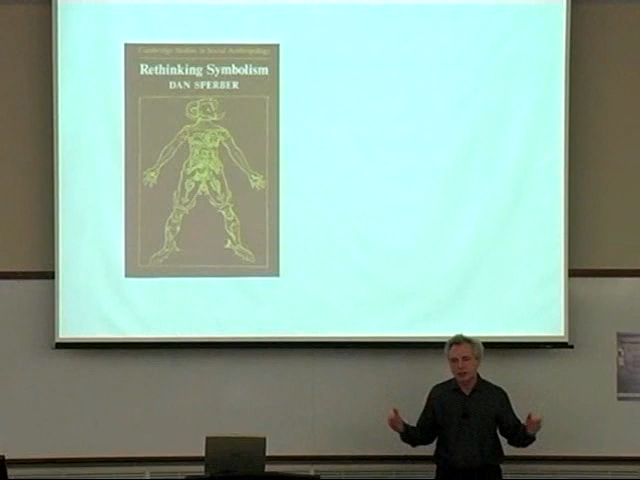 Cambridge Studies in Social Anthropology
Rethinking Symbolism
DAN SPERBER